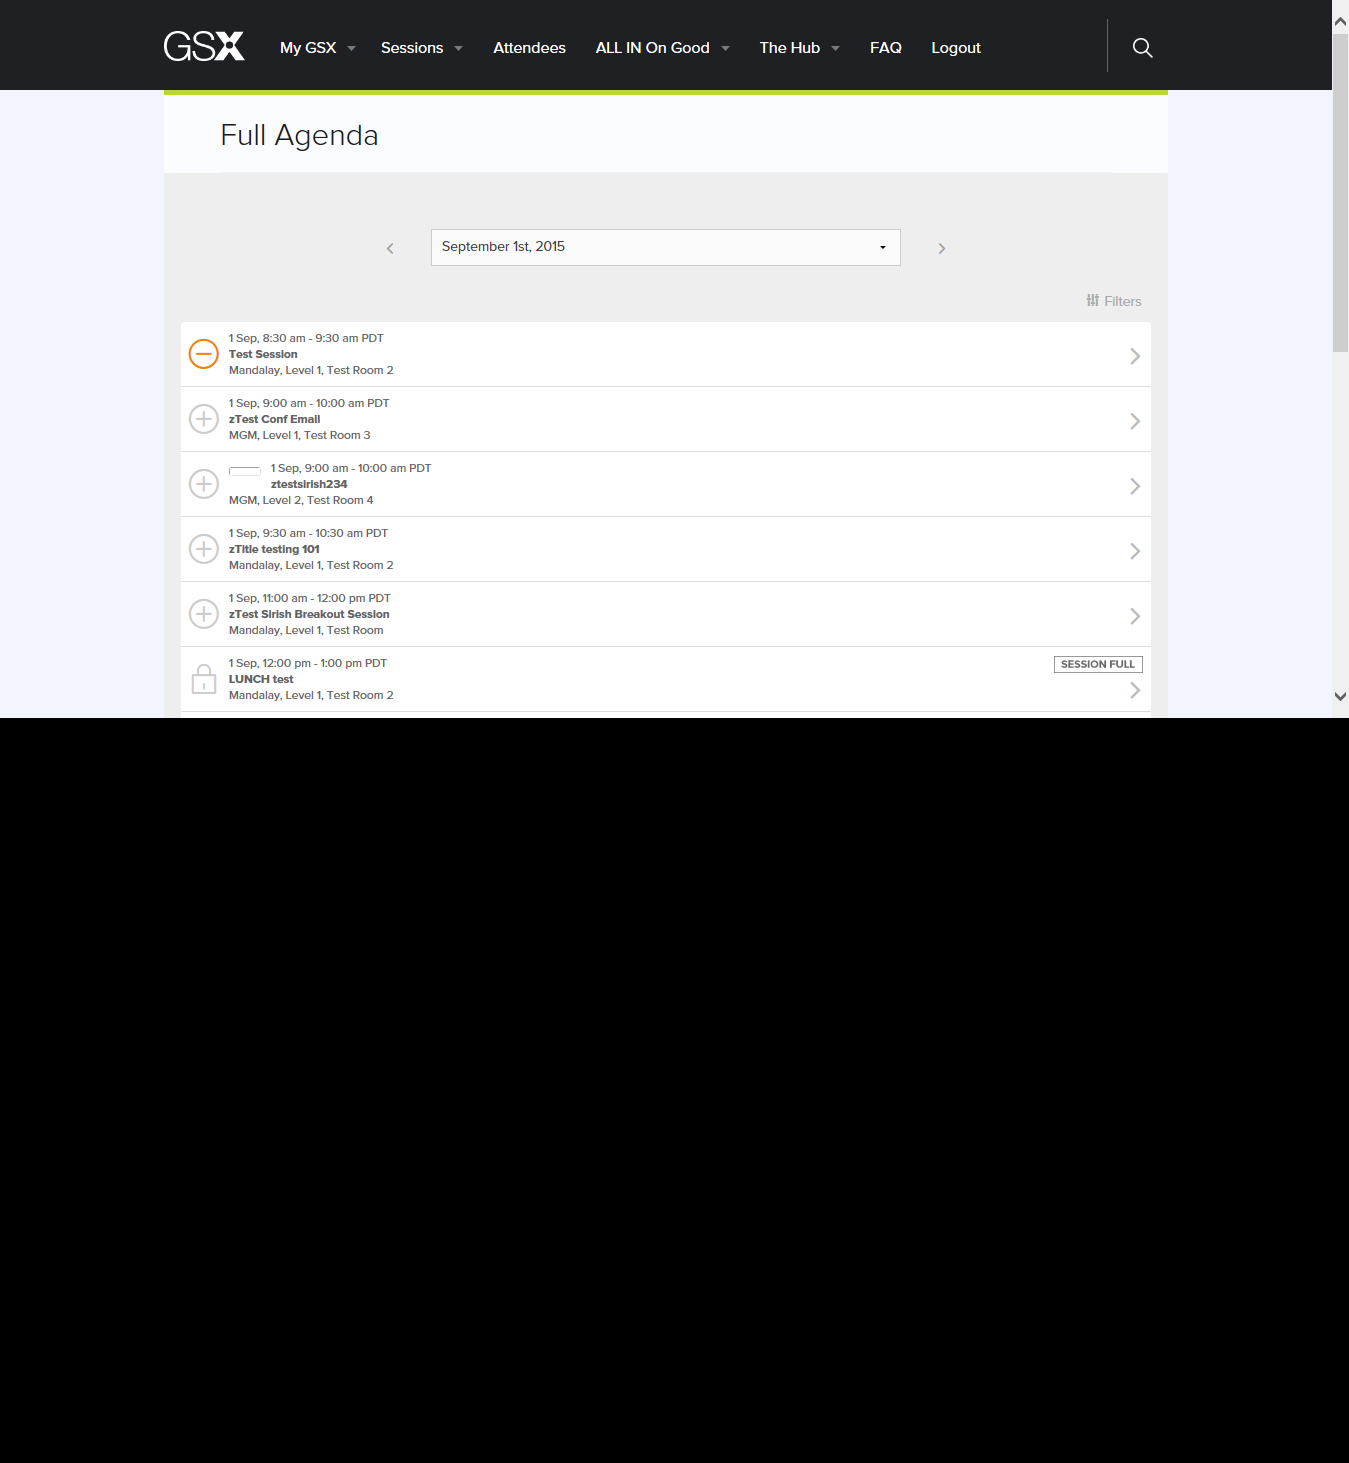 GSX My GSX Sessions Attendees ALL IN On Good The Hub FAQ Logout
Full Agenda
September 1st, 2015
Filters
1 Sep, 8:30 am - 9:30 am PDT
Test Session
Mandalay, Level 1, Test Room 2
1 Sep, 9:00 am - 10:00 am PDT
zTest Conf Email
MGM, Level 1, Test Room 3
1 Sep, 9:00 am - 10:00 am PDT
ztestsirish234
MGM, Level 2, Test Room 4
1 Sep, 9:30 am - 10:30 am PDT
zTitle testing 101
Mandalay, Level 1, Test Room 2
1 Sep, 11:00 am - 12:00 pm PDT
zTest Sirish Breakout Session
Mandalay, Level 1, Test Room
1 Sep, 12:00 pm - 1:00 pm PDT
SESSION FULL
LUNCH test
Mandalay, Level 1, Test Room 2